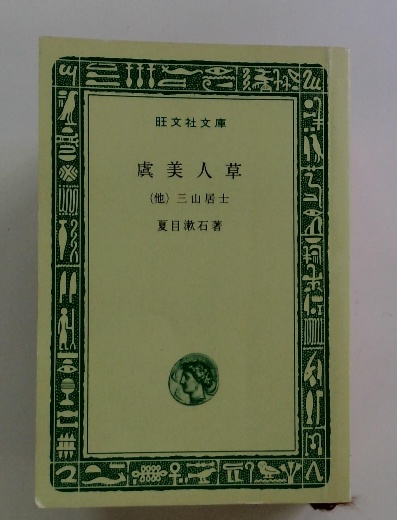 旺文社文庫
虞美人草
(他) 三山居士
夏目漱石著